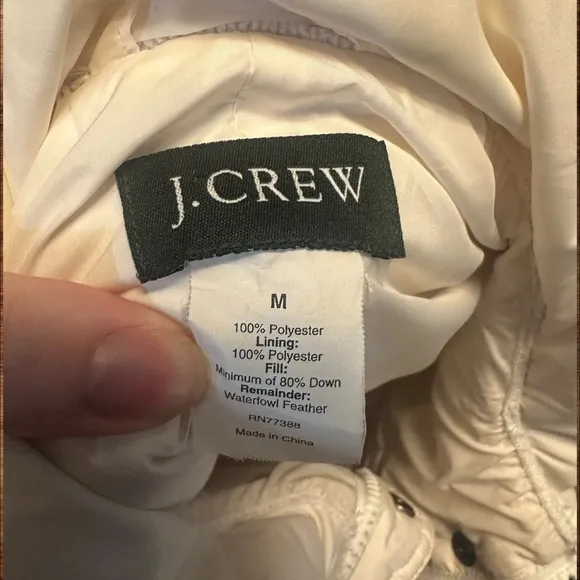 J.CREW
M
100% Polyester
Lining:
100% Polyester
Fill:
Minimum of 80% Down
Remainder:
Waterfowl Feather
RN77388
Made in China